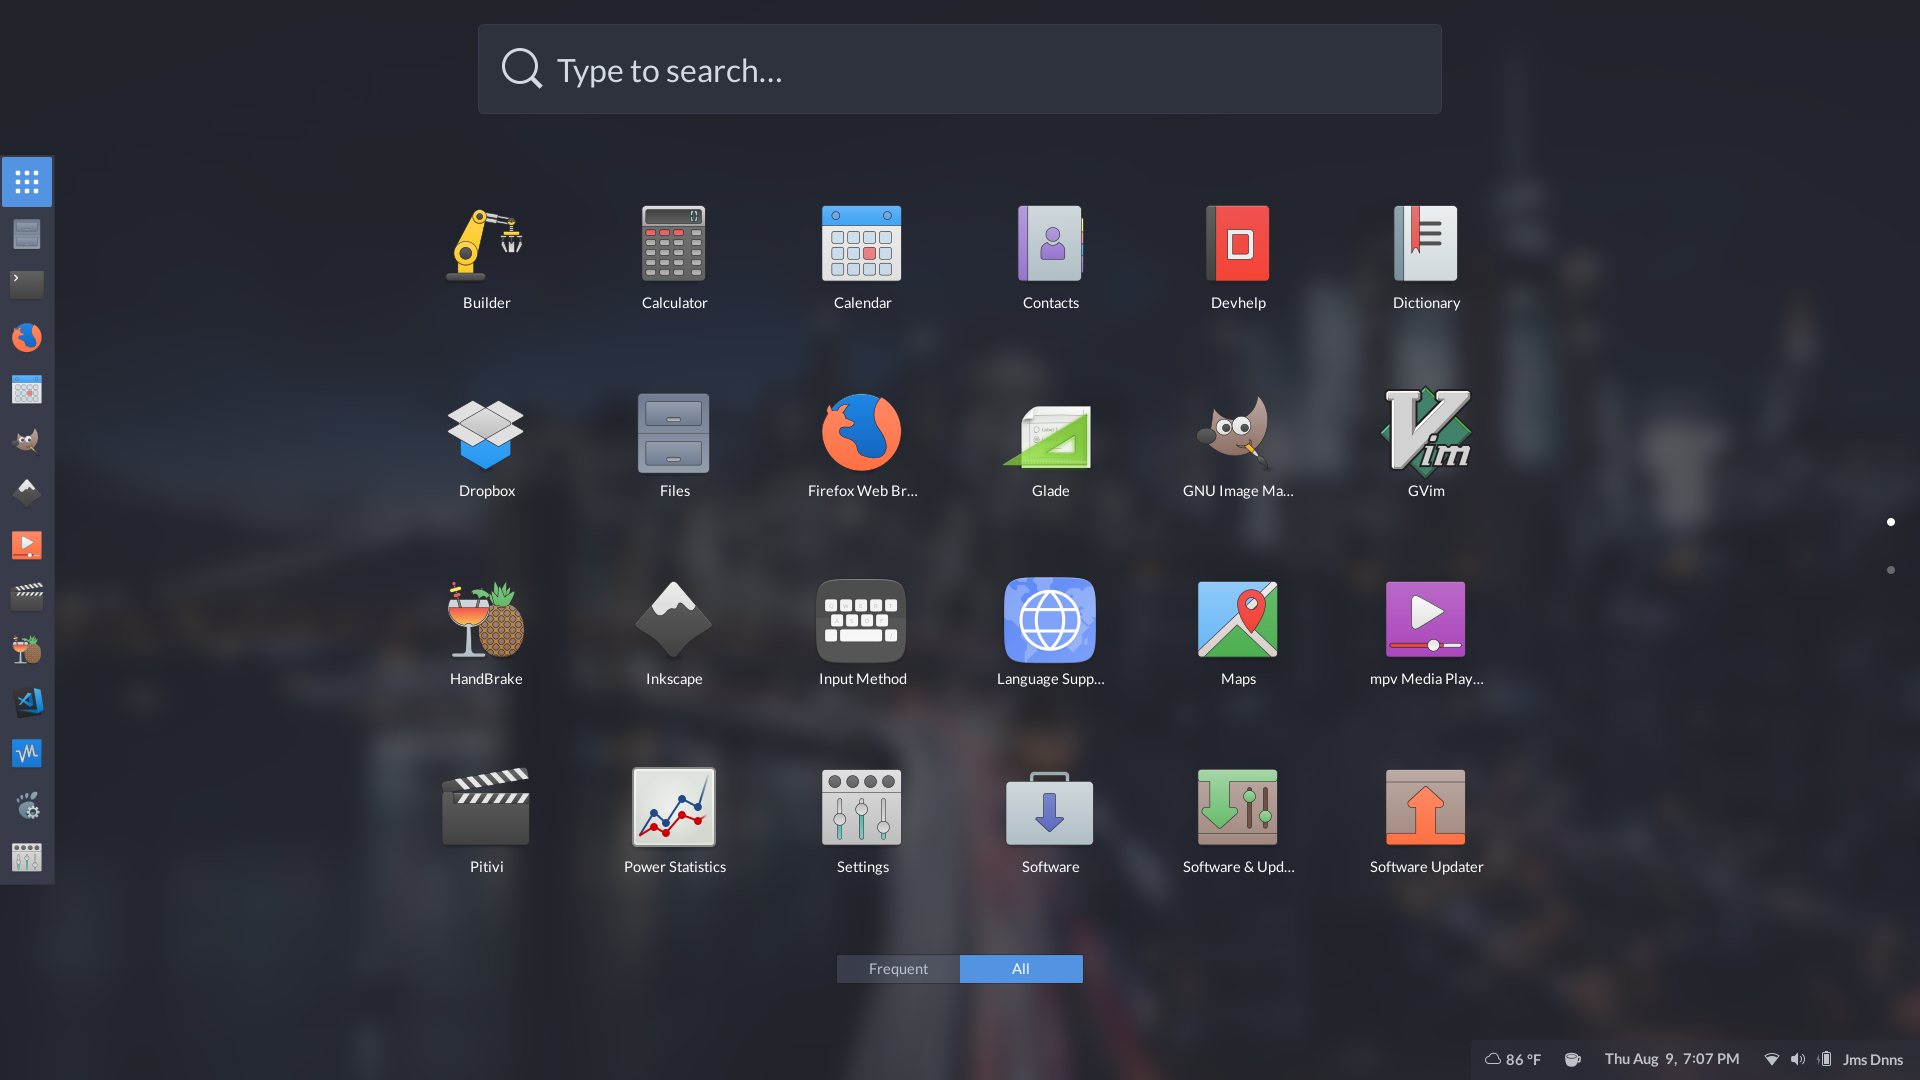 Type to search...
Builder
Calculator
Calendar
Contacts
Devhelp
Dictionary
Dropbox
Files
Firefox Web Br...
Glade
GNU Image Ma...
GVim
HandBrake
Inkscape
Input Method
Language Supp...
Maps
mpv Media Play...
Pitivi
Power Statistics
Settings
Software
Software & Upd...
Software Updater
Frequent
All
86 °F
Thu Aug 9, 7:07 PM
Jms Dnns